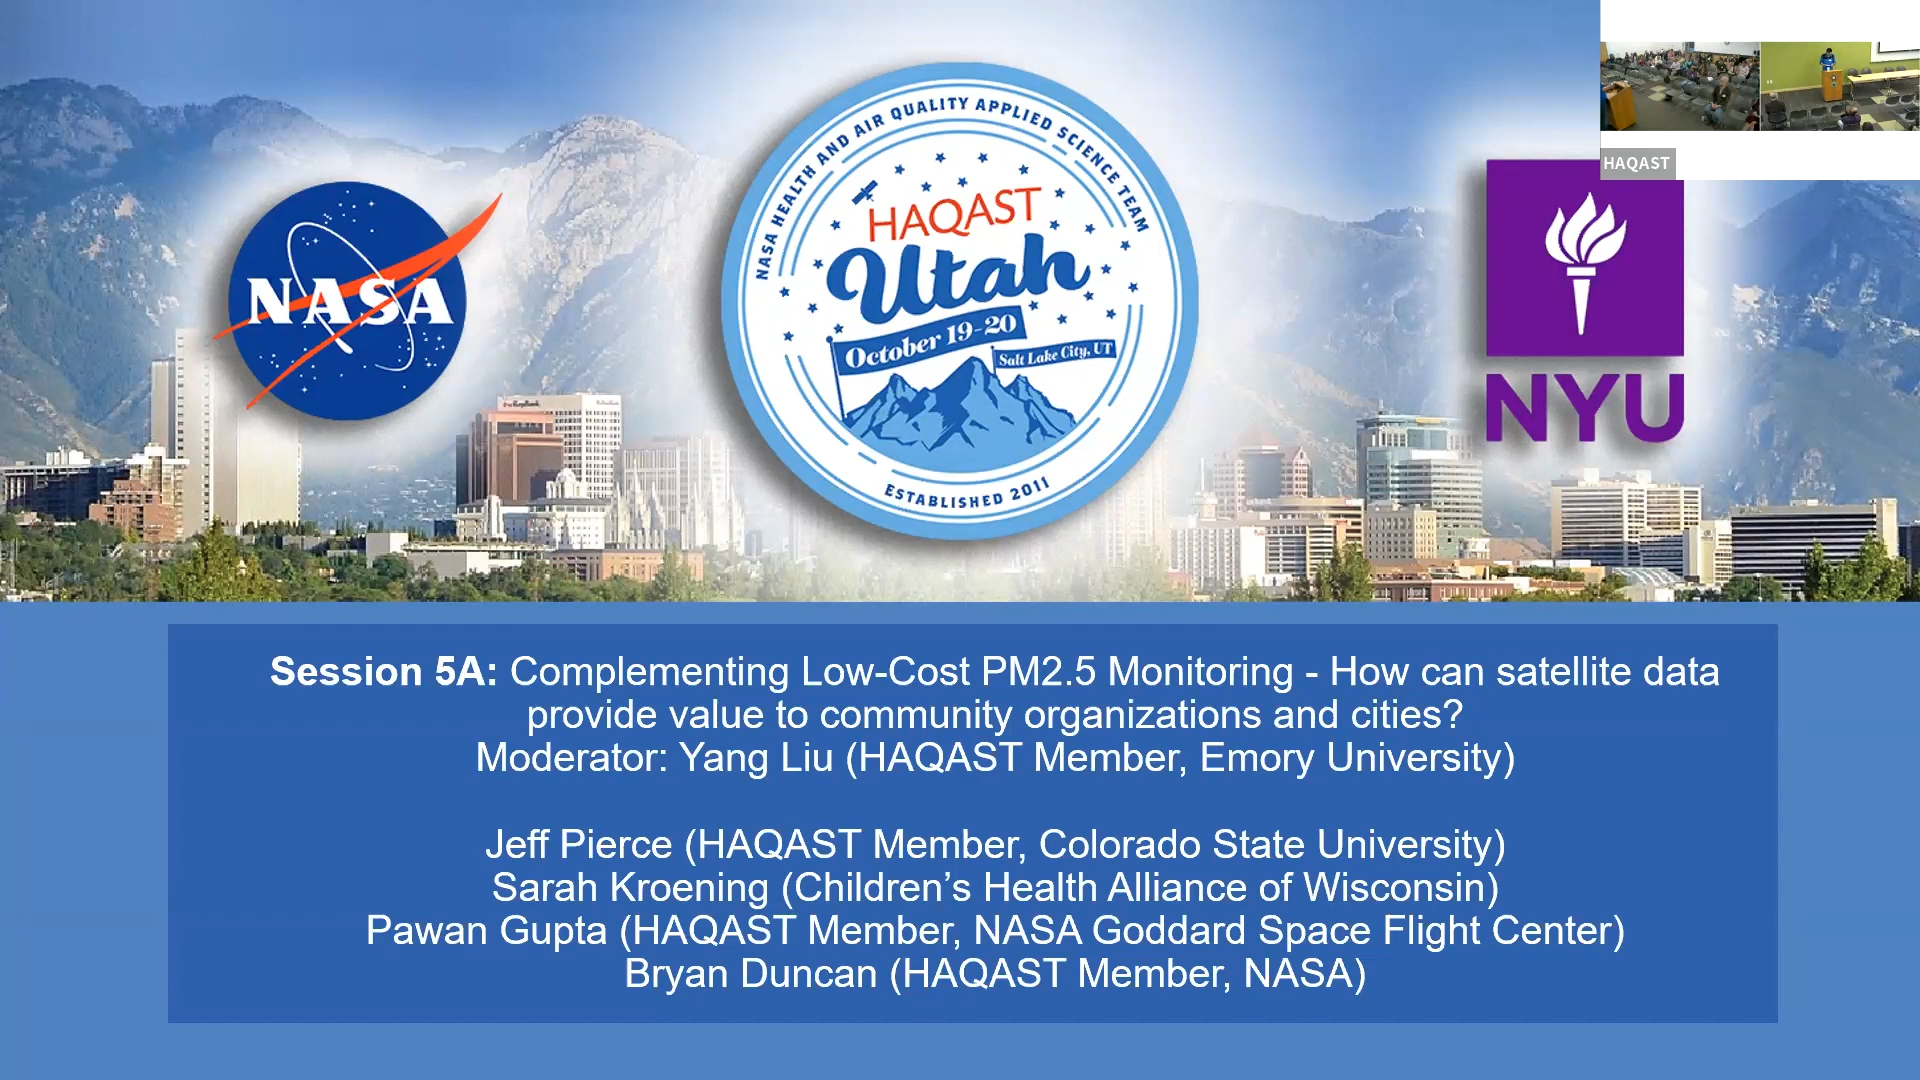 HAQAST
NASA HEALTH AND AIR QUALITY APPLIED SCIENCE TEAM
HAQAST
Utah
October 19-20
Salt Lake City, UT
ESTABLISHED 2011
NASA
NYU
Session 5A: Complementing Low-Cost PM2.5 Monitoring - How can satellite data
provide value to community organizations and cities?
Moderator: Yang Liu (HAQAST Member, Emory University)
Jeff Pierce (HAQAST Member, Colorado State University)
Sarah Kroening (Children’s Health Alliance of Wisconsin)
Pawan Gupta (HAQAST Member, NASA Goddard Space Flight Center)
Bryan Duncan (HAQAST Member, NASA)